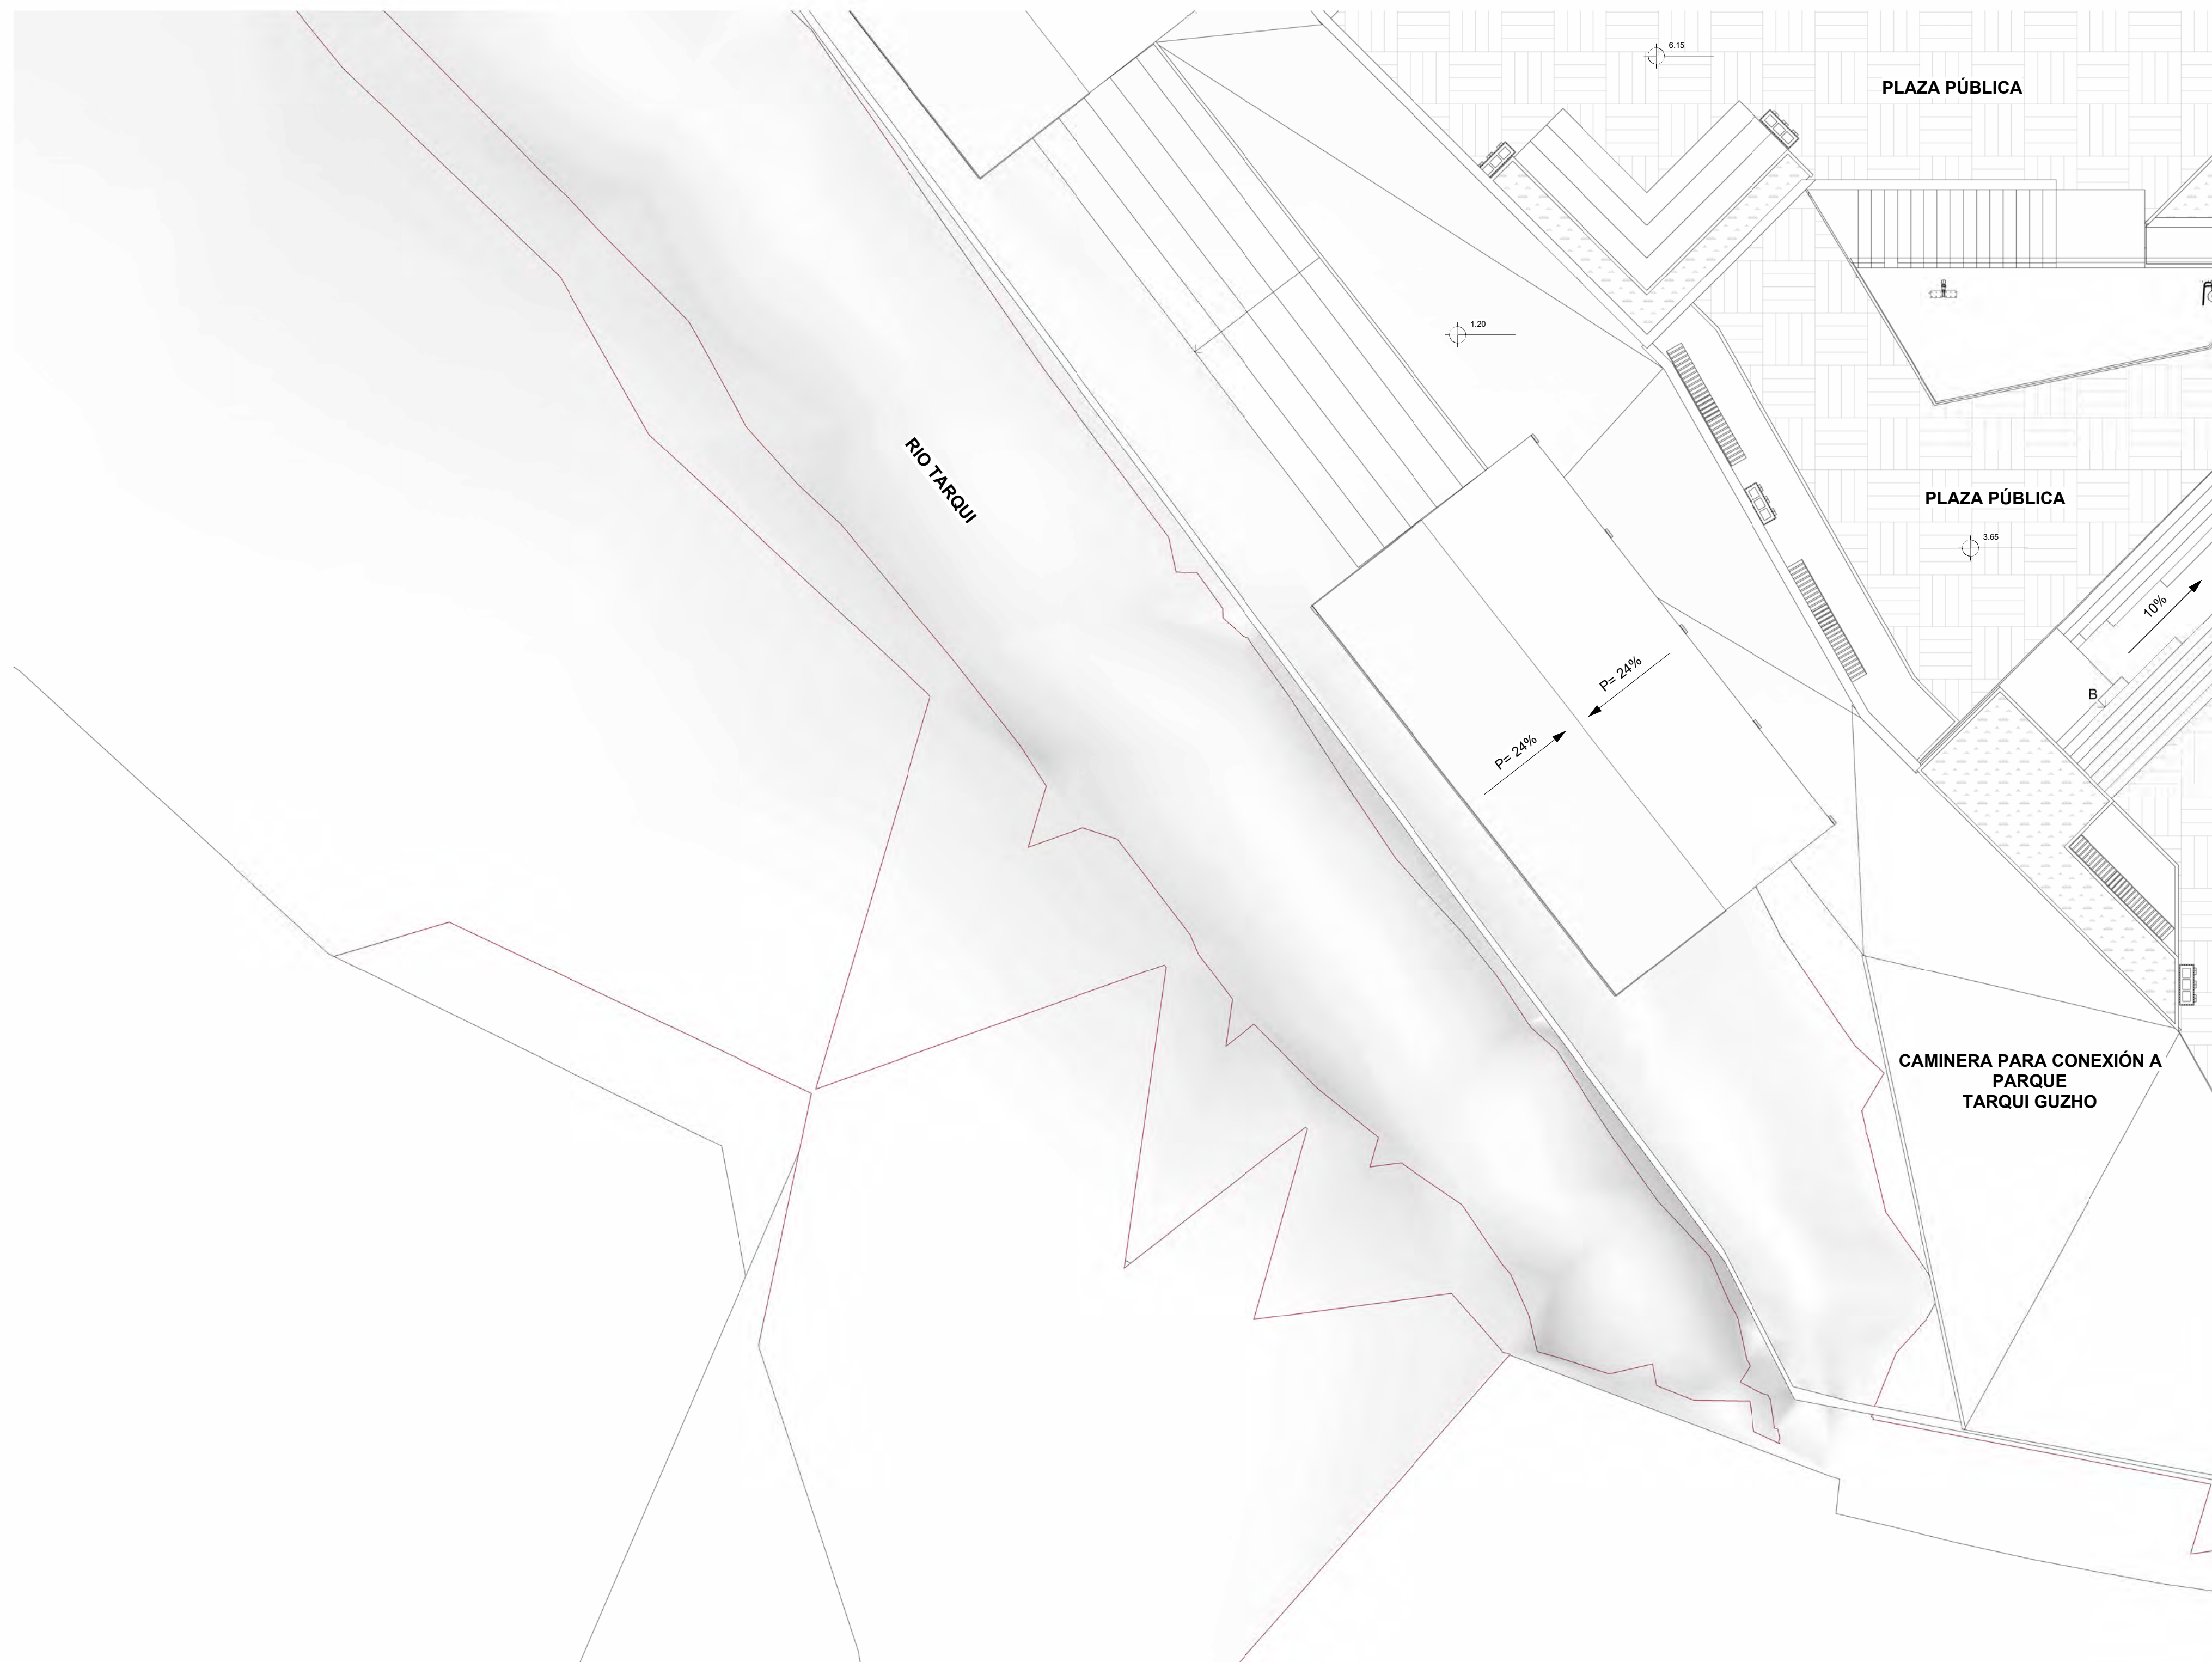 6.15
PLAZA PÚBLICA
1.20
RIO TARQUI
PLAZA PÚBLICA
3.65
10%
P= 24%
B
P= 24%
CAMINERA PARA CONEXIÓN A
PARQUE
TARQUI GUZHO